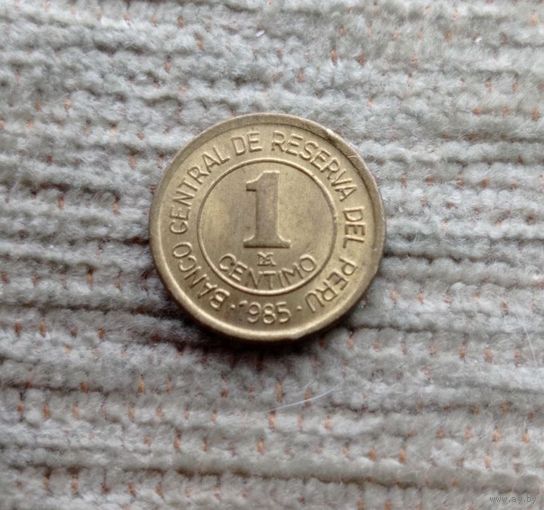 BANCO CENTRAL DE RESERVA DEL PERU
1
CENTIMO
· 1985 ·
www.ay.by